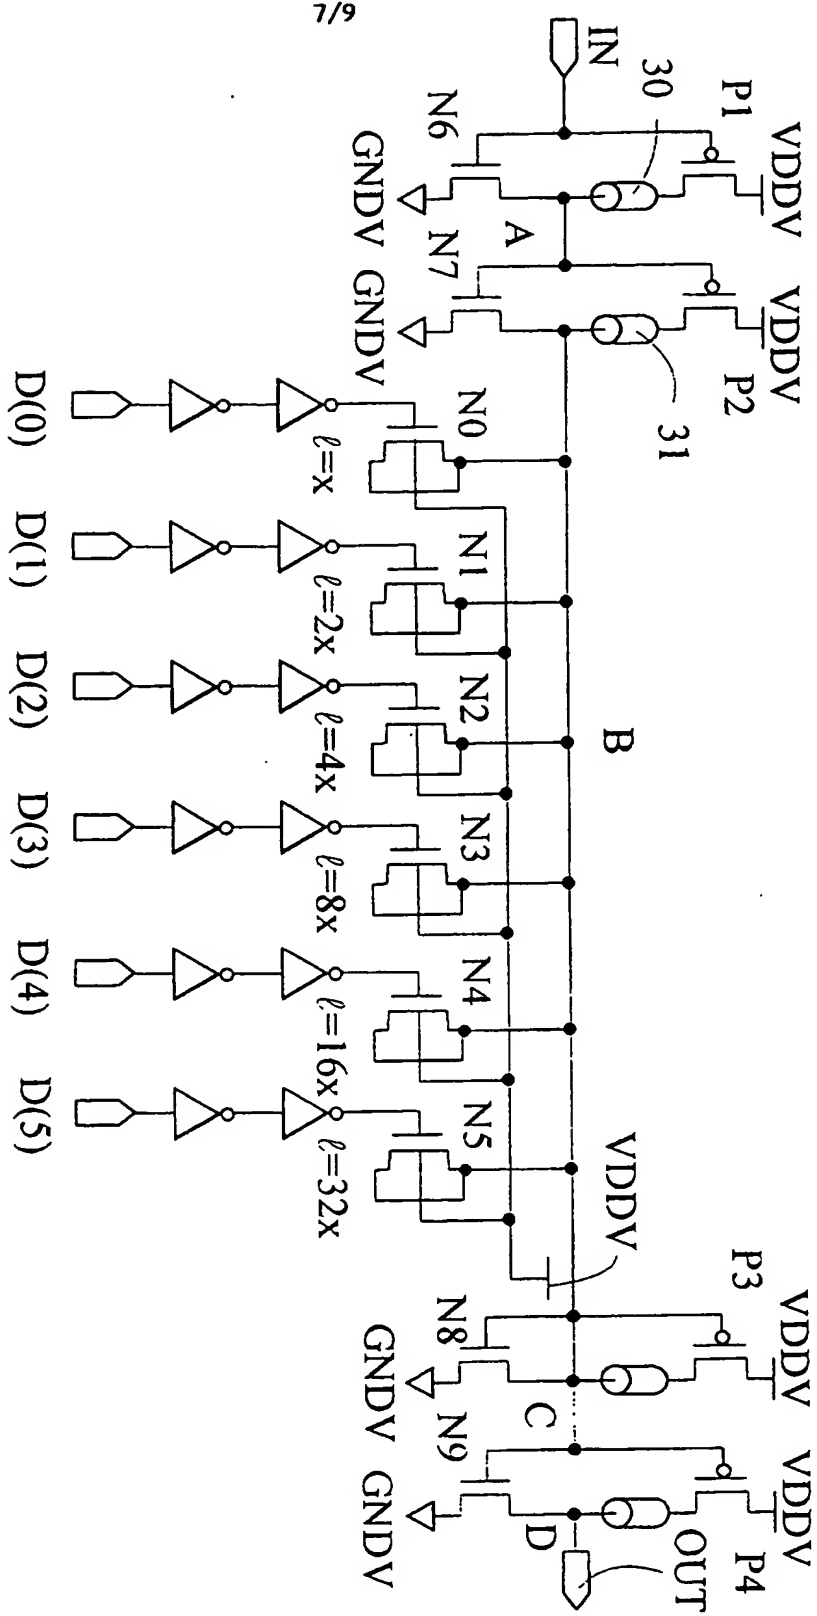 7/9
IN
30
P1
VDDV
N6
GNDV
A
N7
GNDV
VDDV
P2
31
D(0)
ℓ=x
N0
D(1)
ℓ=2x
N1
D(2)
ℓ=4x
N2
B
D(3)
ℓ=8x
N3
D(4)
ℓ=16x
N4
D(5)
ℓ=32x
N5
VDDV
P3
VDDV
N8
GNDV
C
N9
GNDV
D
OUT
VDDV
P4